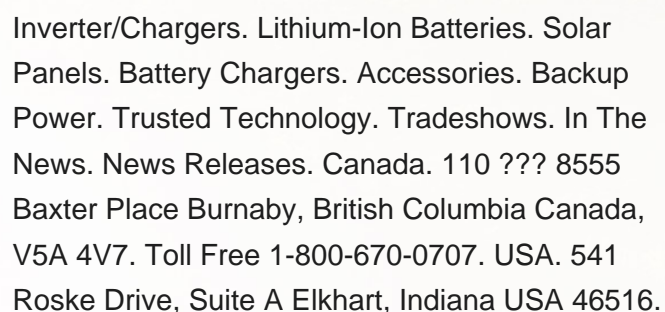 Inverter/Chargers. Lithium-Ion Batteries. Solar
Panels. Battery Chargers. Accessories. Backup
Power. Trusted Technology. Tradeshows. In The
News. News Releases. Canada. 110 ??? 8555
Baxter Place Burnaby, British Columbia Canada,
V5A 4V7. Toll Free 1-800-670-0707. USA. 541
Roske Drive, Suite A Elkhart, Indiana USA 46516.